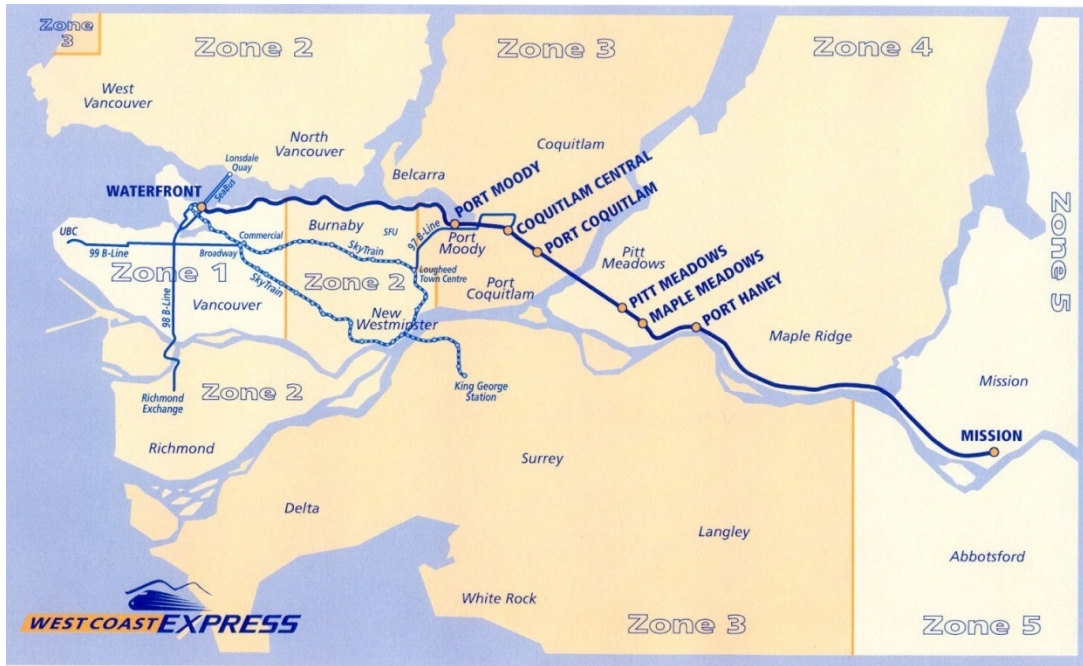 Zone
3
Zone 2
Zone 3
Zone 4
West
Vancouver
North
Vancouver
Coquitlam
Lonsdale
Quay
SeaBus
Belcarra
WATERFRONT
PORT MOODY
COQUITLAM CENTRAL
PORT COQUITLAM
Zone 5
UBC
99 B-Line
Commercial
Broadway
Burnaby
SFU
SkyTrain
97 B-Line
Port
Moody
Lougheed
Town Centre
Pitt
Meadows
PITT MEADOWS
MAPLE MEADOWS
PORT HANEY
Zone 1
Vancouver
98 B-Line
SkyTrain
Zone 2
New
Westminster
Port
Coquitlam
Maple Ridge
Zone 2
Richmond
Exchange
King George
Station
Mission
MISSION
Richmond
Surrey
Delta
Langley
Abbotsford
White Rock
Zone 3
Zone 5
WEST COAST EXPRESS